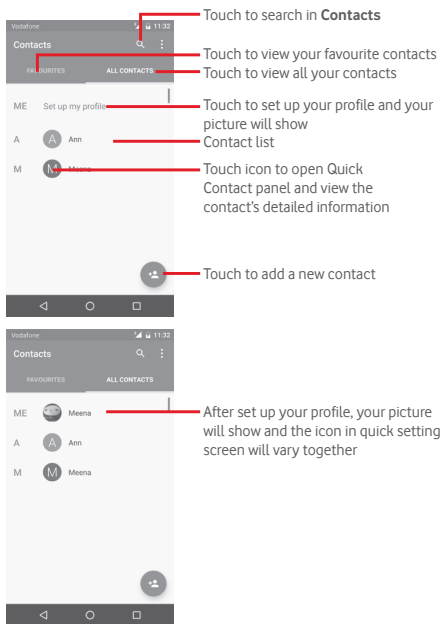 Touch to search in Contacts
Vodafone 11:32
Contacts
Touch to view your favourite contacts
FAVOURITES ALL CONTACTS
Touch to view all your contacts
ME Set up my profile
Touch to set up your profile and your
picture will show
A A Ann
Contact list
M M Meena
Touch icon to open Quick
Contact panel and view the
contact's detailed information
Touch to add a new contact
Vodafone 11:32
Contacts
FAVOURITES ALL CONTACTS
ME Meena
After set up your profile, your picture
will show and the icon in quick setting
screen will vary together
A A Ann
M M Meena